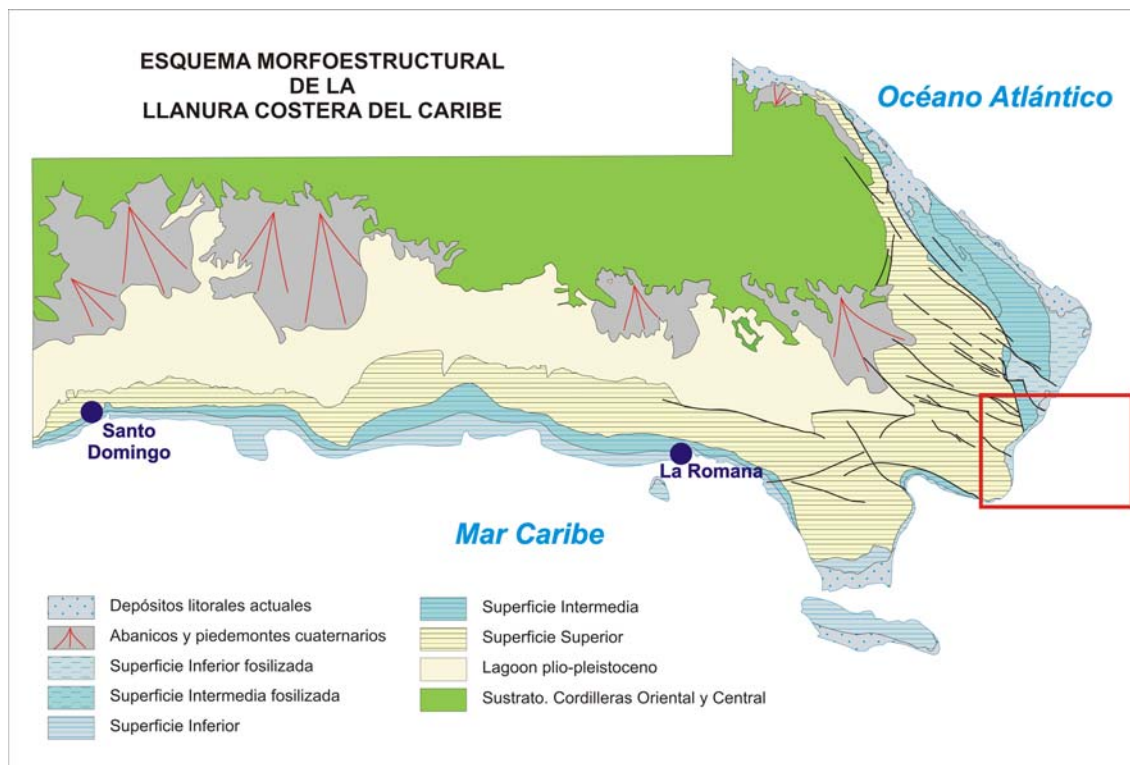 ESQUEMA MORFOESTRUCTURAL
DE LA
LLANURA COSTERA DEL CARIBE
Océano Atlántico
Santo
Domingo
La Romana
Mar Caribe
Depósitos litorales actuales
Abanicos y piedemontes cuaternarios
Superficie Inferior fosilizada
Superficie Intermedia fosilizada
Superficie Inferior
Superficie Intermedia
Superficie Superior
Lagoon plio-pleistoceno
Sustrato. Cordilleras Oriental y Central